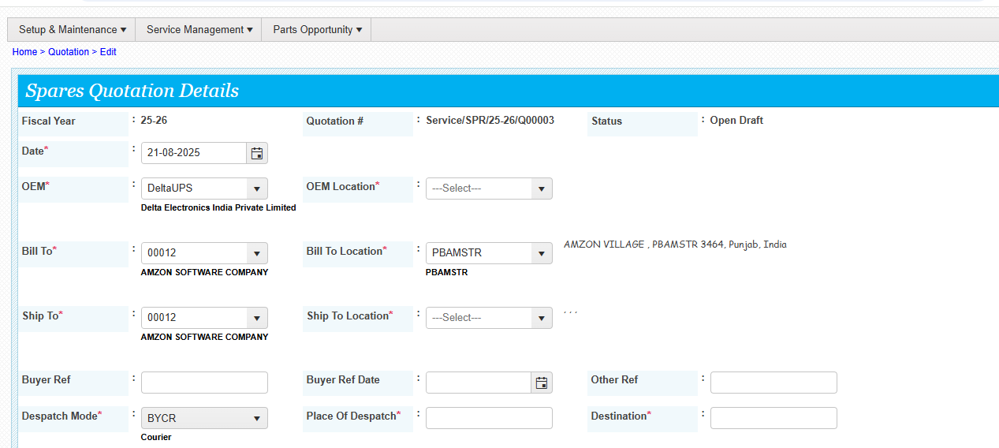 Setup & Maintenance ▼ Service Management ▼ Parts Opportunity ▼
Home > Quotation > Edit
Spares Quotation Details
Fiscal Year : 25-26 Quotation # : Service/SPR/25-26/Q00003 Status : Open Draft
Date* : 21-08-2025
OEM* : DeltaUPS OEM Location* : ---Select---
Delta Electronics India Private Limited
Bill To* : 00012 Bill To Location* : PBAMSTR AMZON VILLAGE , PBAMSTR 3464, Punjab, India
AMZON SOFTWARE COMPANY PBAMSTR
Ship To* : 00012 Ship To Location* : ---Select--- , , ,
AMZON SOFTWARE COMPANY
Buyer Ref : Buyer Ref Date : Other Ref :
Despatch Mode* : BYCR Place Of Despatch* : Destination* :
Courier